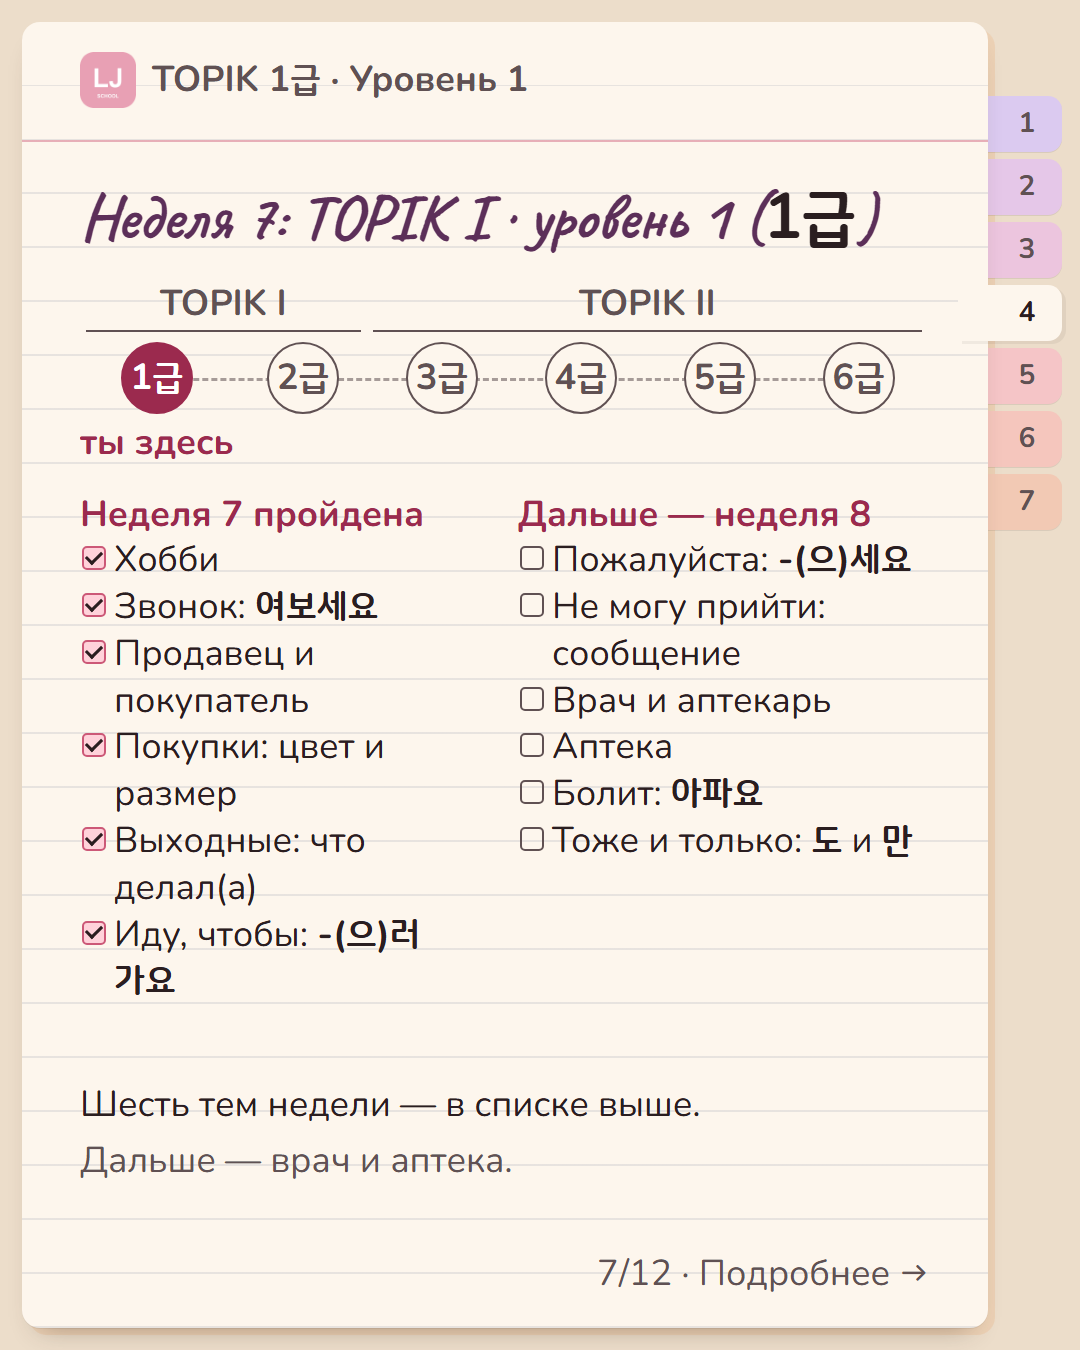 LJ
SCHOOL
TOPIK 1급 · Уровень 1
Неделя 7: TOPIK I · уровень 1 (1급)
TOPIK I
TOPIK II
1급
2급
3급
4급
5급
6급
ты здесь
Неделя 7 пройдена
Хобби
Звонок: 여보세요
Продавец и
покупатель
Покупки: цвет и
размер
Выходные: что
делал(а)
Иду, чтобы: -(으)러
가요
Дальше — неделя 8
Пожалуйста: -(으)세요
Не могу прийти:
сообщение
Врач и аптекарь
Аптека
Болит: 아파요
Тоже и только: 도 и 만
Шесть тем недели — в списке выше.
Дальше — врач и аптека.
7/12 · Подробнее →
1
2
3
4
5
6
7